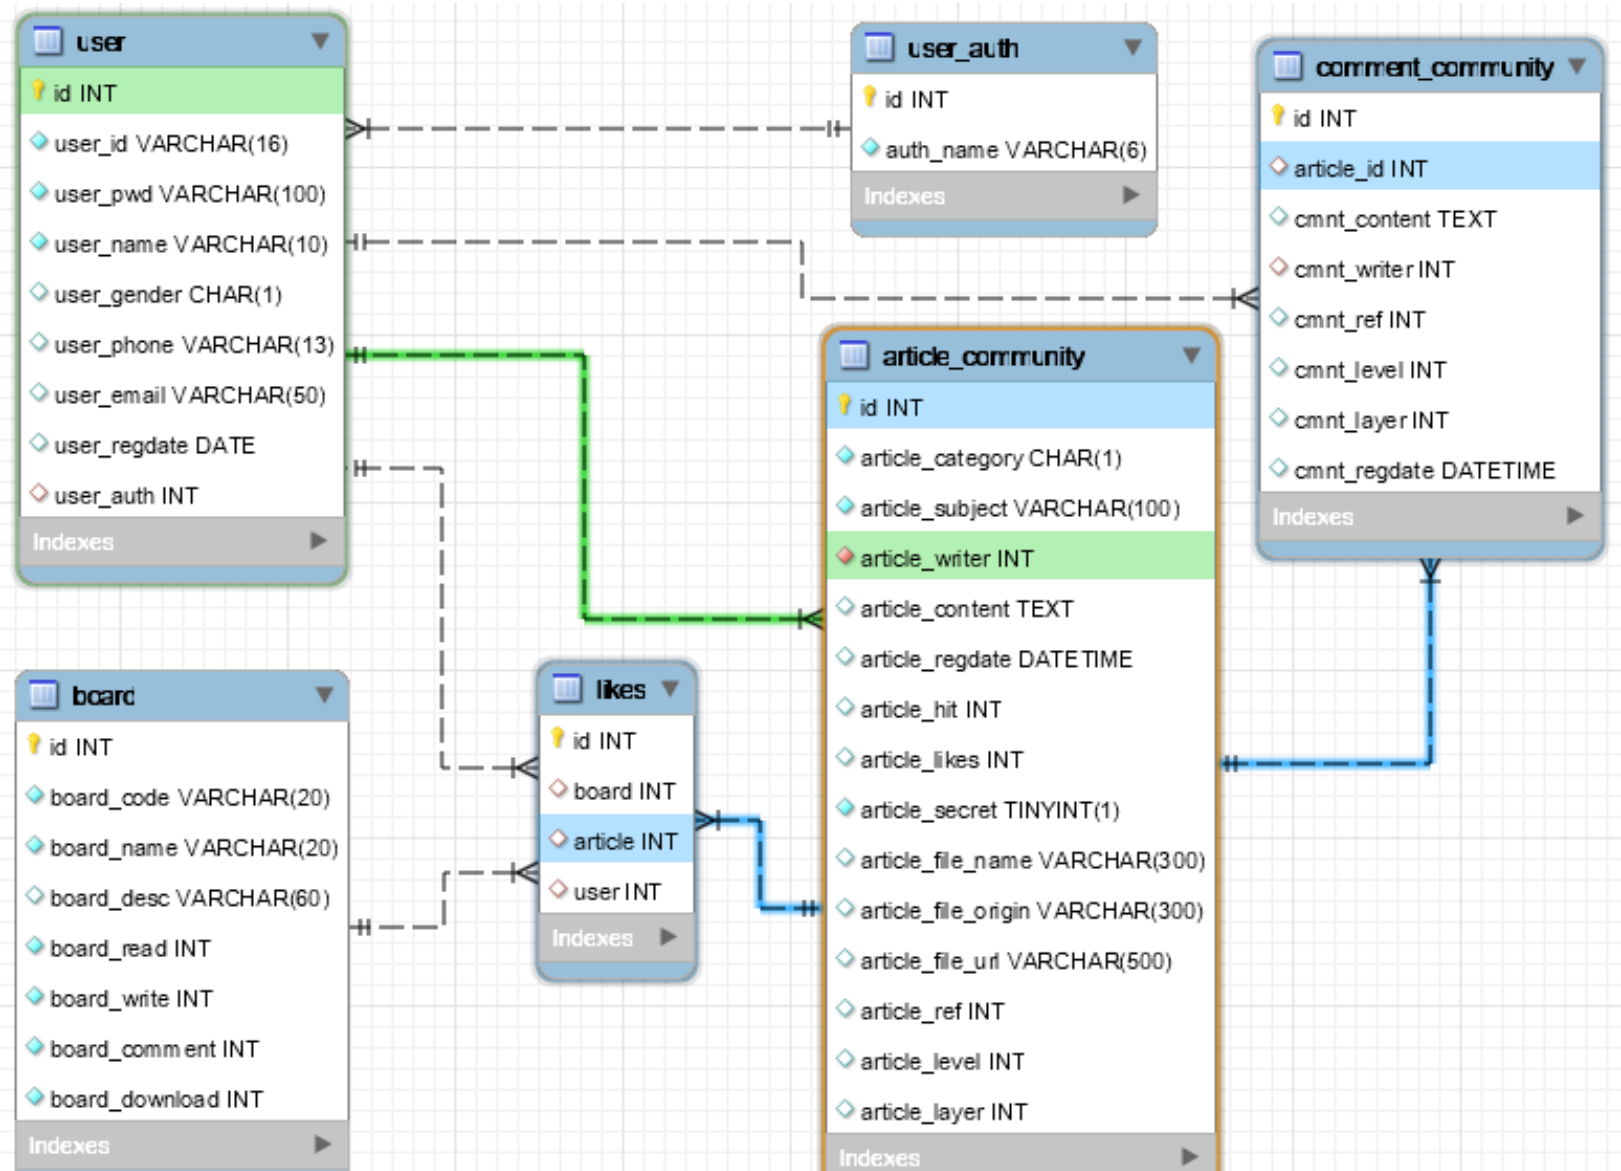 user
id INT
user_id VARCHAR(16)
user_pwd VARCHAR(100)
user_name VARCHAR(10)
user_gender CHAR(1)
user_phone VARCHAR(13)
user_email VARCHAR(50)
user_regdate DATE
user_auth INT
Indexes
user_auth
id INT
auth_name VARCHAR(6)
Indexes
comment_community
id INT
article_id INT
cmnt_content TEXT
cmnt_writer INT
cmnt_ref INT
cmnt_level INT
cmnt_layer INT
cmnt_regdate DATETIME
Indexes
article_community
id INT
article_category CHAR(1)
article_subject VARCHAR(100)
article_writer INT
article_content TEXT
article_regdate DATETIME
article_hit INT
article_likes INT
article_secret TINYINT(1)
article_file_name VARCHAR(300)
article_file_origin VARCHAR(300)
article_file_url VARCHAR(500)
article_ref INT
article_level INT
article_layer INT
Indexes
board
id INT
board_code VARCHAR(20)
board_name VARCHAR(20)
board_desc VARCHAR(60)
board_read INT
board_write INT
board_comment INT
board_download INT
Indexes
likes
id INT
board INT
article INT
user INT
Indexes